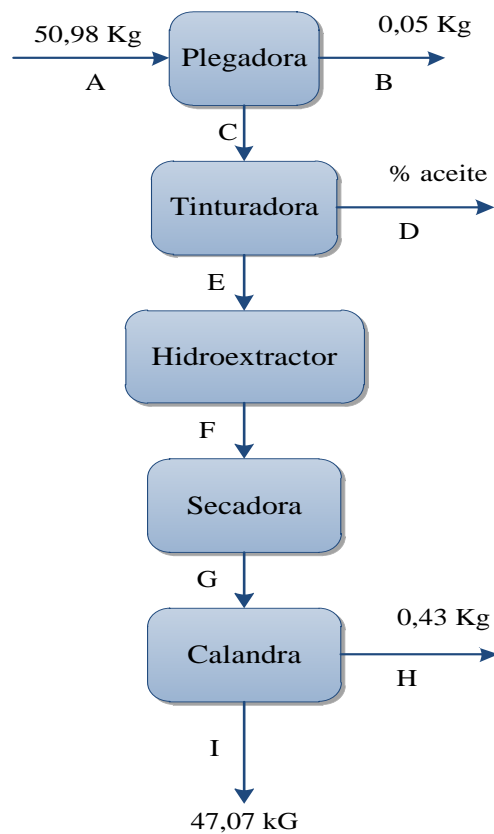 50,98 Kg
0,05 Kg
Plegadora
A
B
C
% aceite
Tinturadora
D
E
Hidroextractor
F
Secadora
G
0,43 Kg
Calandra
H
I
47,07 kG